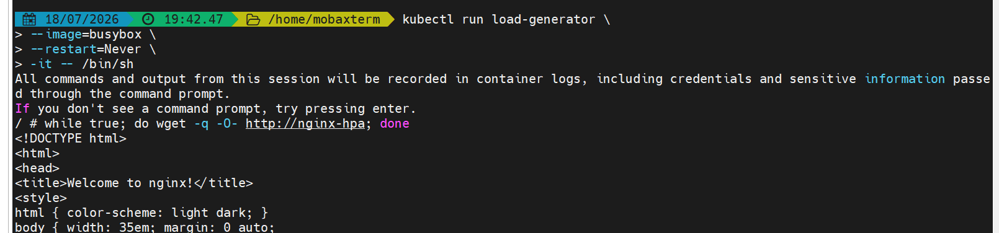 18/07/2026 19:42.47 /home/mobaxterm kubectl run load-generator \
> --image=busybox \
> --restart=Never \
> -it -- /bin/sh
All commands and output from this session will be recorded in container logs, including credentials and sensitive information passe
d through the command prompt.
If you don't see a command prompt, try pressing enter.
/ # while true; do wget -q -O- http://nginx-hpa; done
<!DOCTYPE html>
<html>
<head>
<title>Welcome to nginx!</title>
<style>
html { color-scheme: light dark; }
body { width: 35em; margin: 0 auto;